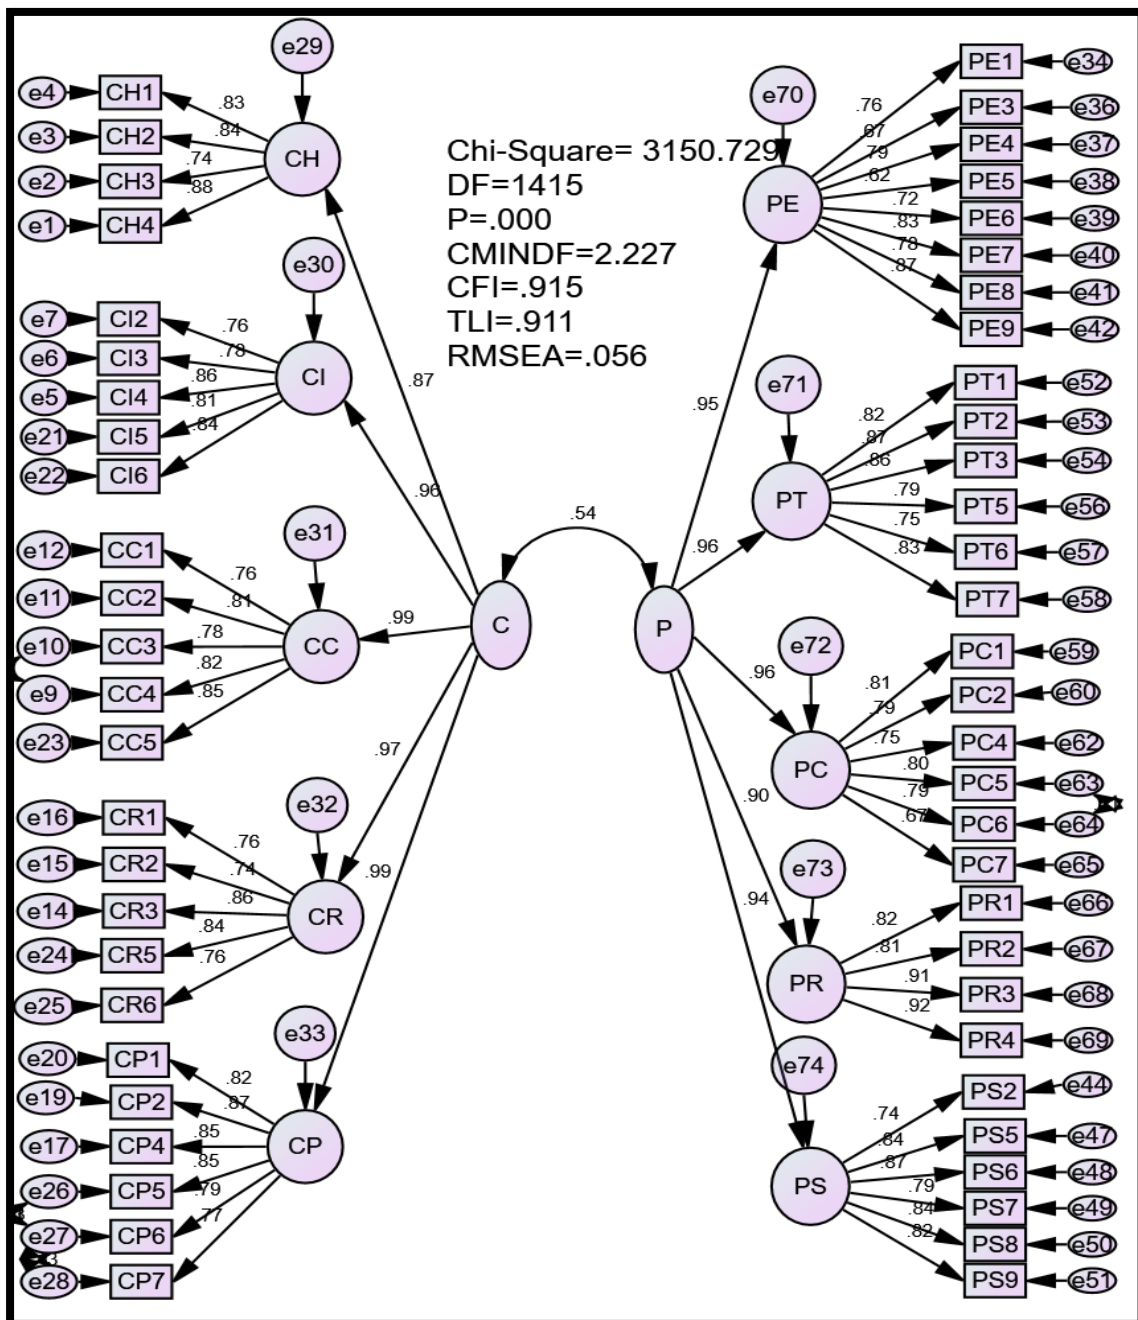 e29
e4 CH1 .83
e3 CH2 .84
e2 CH3 .74
e1 CH4 .88
CH
Chi-Square= 3150.729
DF=1415
P=.000
CMINDF=2.227
CFI=.915
TLI=.911
RMSEA=.056
e30
e7 CI2 .76
e6 CI3 .78
e5 CI4 .86
e21 CI5 .81
e22 CI6 .84
CI
.87
.96
e31
e12 CC1 .76
e11 CC2 .81
e10 CC3 .78
e9 CC4 .82
e23 CC5 .85
CC
.99
C
.54
P
.97
.99
e32
e16 CR1 .76
e15 CR2 .74
e14 CR3 .86
e24 CR5 .84
e25 CR6 .76
CR
e33
e20 CP1 .82
e19 CP2 .87
e17 CP4 .85
e26 CP5 .85
e27 CP6 .79
e28 CP7 .77
CP
e70
PE
.76 PE1 e34
.67 PE3 e36
.79 PE4 e37
.62 PE5 e38
.72 PE6 e39
.83 PE7 e40
.78 PE8 e41
.87 PE9 e42
.95
e71
PT
.82 PT1 e52
.87 PT2 e53
.86 PT3 e54
.79 PT5 e56
.75 PT6 e57
.83 PT7 e58
.96
e72
PC
.81 PC1 e59
.79 PC2 e60
.75 PC4 e62
.80 PC5 e63
.79 PC6 e64
.67 PC7 e65
.96
.90
e73
PR
.82 PR1 e66
.81 PR2 e67
.91 PR3 e68
.92 PR4 e69
.94
e74
PS
.74 PS2 e44
.84 PS5 e47
.87 PS6 e48
.79 PS7 e49
.84 PS8 e50
.82 PS9 e51